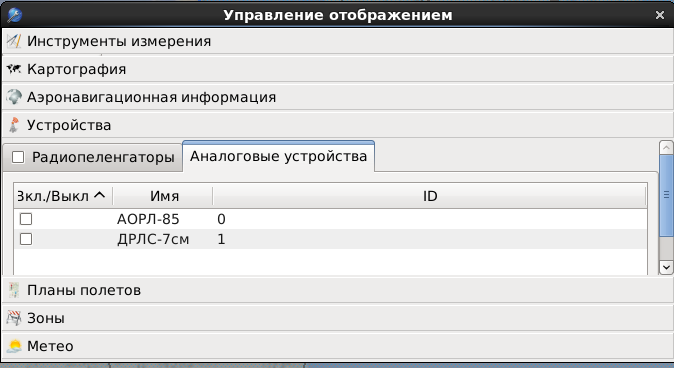 Управление отображением
Инструменты измерения
Картография
Аэронавигационная информация
Устройства
Радиопеленгаторы Аналоговые устройства
Вкл./Выкл Имя ID
АОРЛ-85 0
ДРЛС-7см 1
Планы полетов
Зоны
Метео